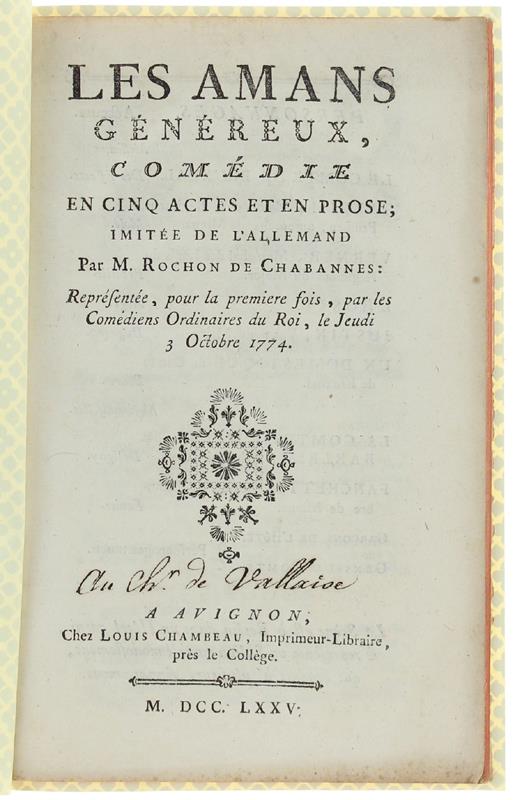 LES AMANS
GÉNÉREUX,
COMÉDIE
EN CINQ ACTES ET EN PROSE;
IMITÉE DE L'ALLEMAND
Par M. ROCHON DE CHABANNES:
Repréſentée, pour la premiere fois, par les
Comédiens Ordinaires du Roi, le Jeudi
3 Octobre 1774.
Au Chr. de Vallaise
A AVIGNON,
Chez LOUIS CHAMBEAU, Imprimeur-Libraire,
près le Collège.
M. DCC. LXXV.